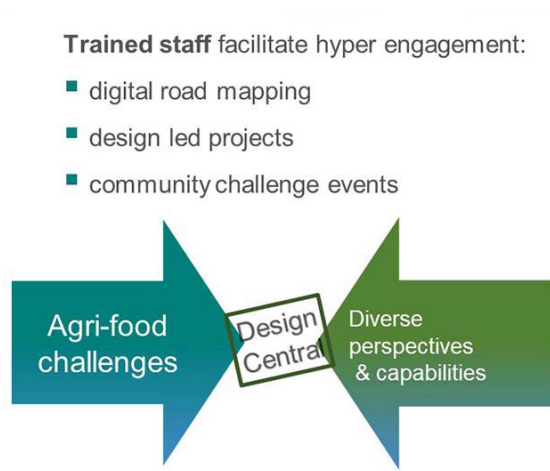 Trained staff facilitate hyper engagement:
digital road mapping
design led projects
community challenge events
Agri-food
challenges
Design
Central
Diverse
perspectives
& capabilities